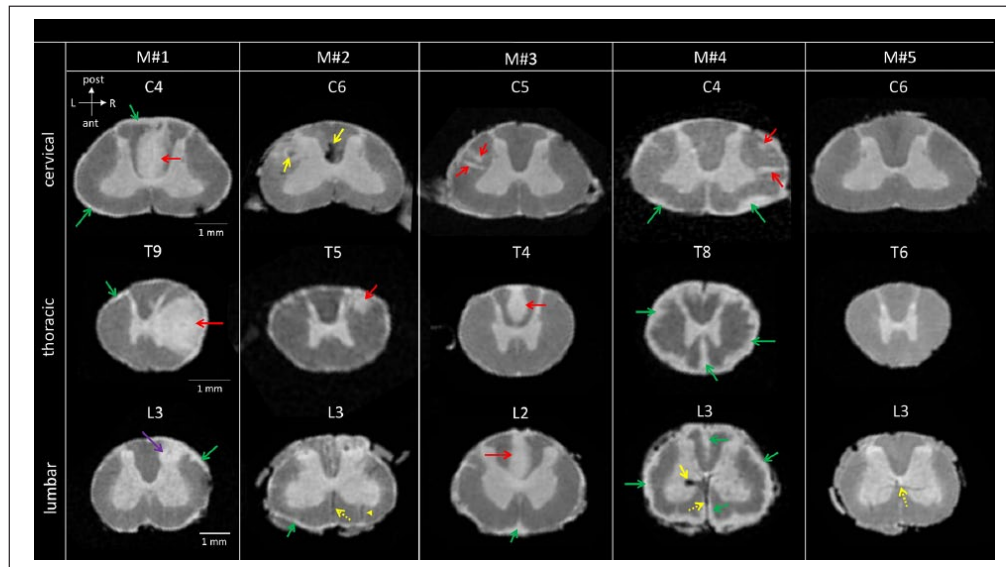 M#1 M#2 M#3 M#4 M#5
cervical
C4 C6 C5 C4 C6
post
L R
ant
1 mm
thoracic
T9 T5 T4 T8 T6
1 mm
lumbar
L3 L3 L2 L3 L3
1 mm